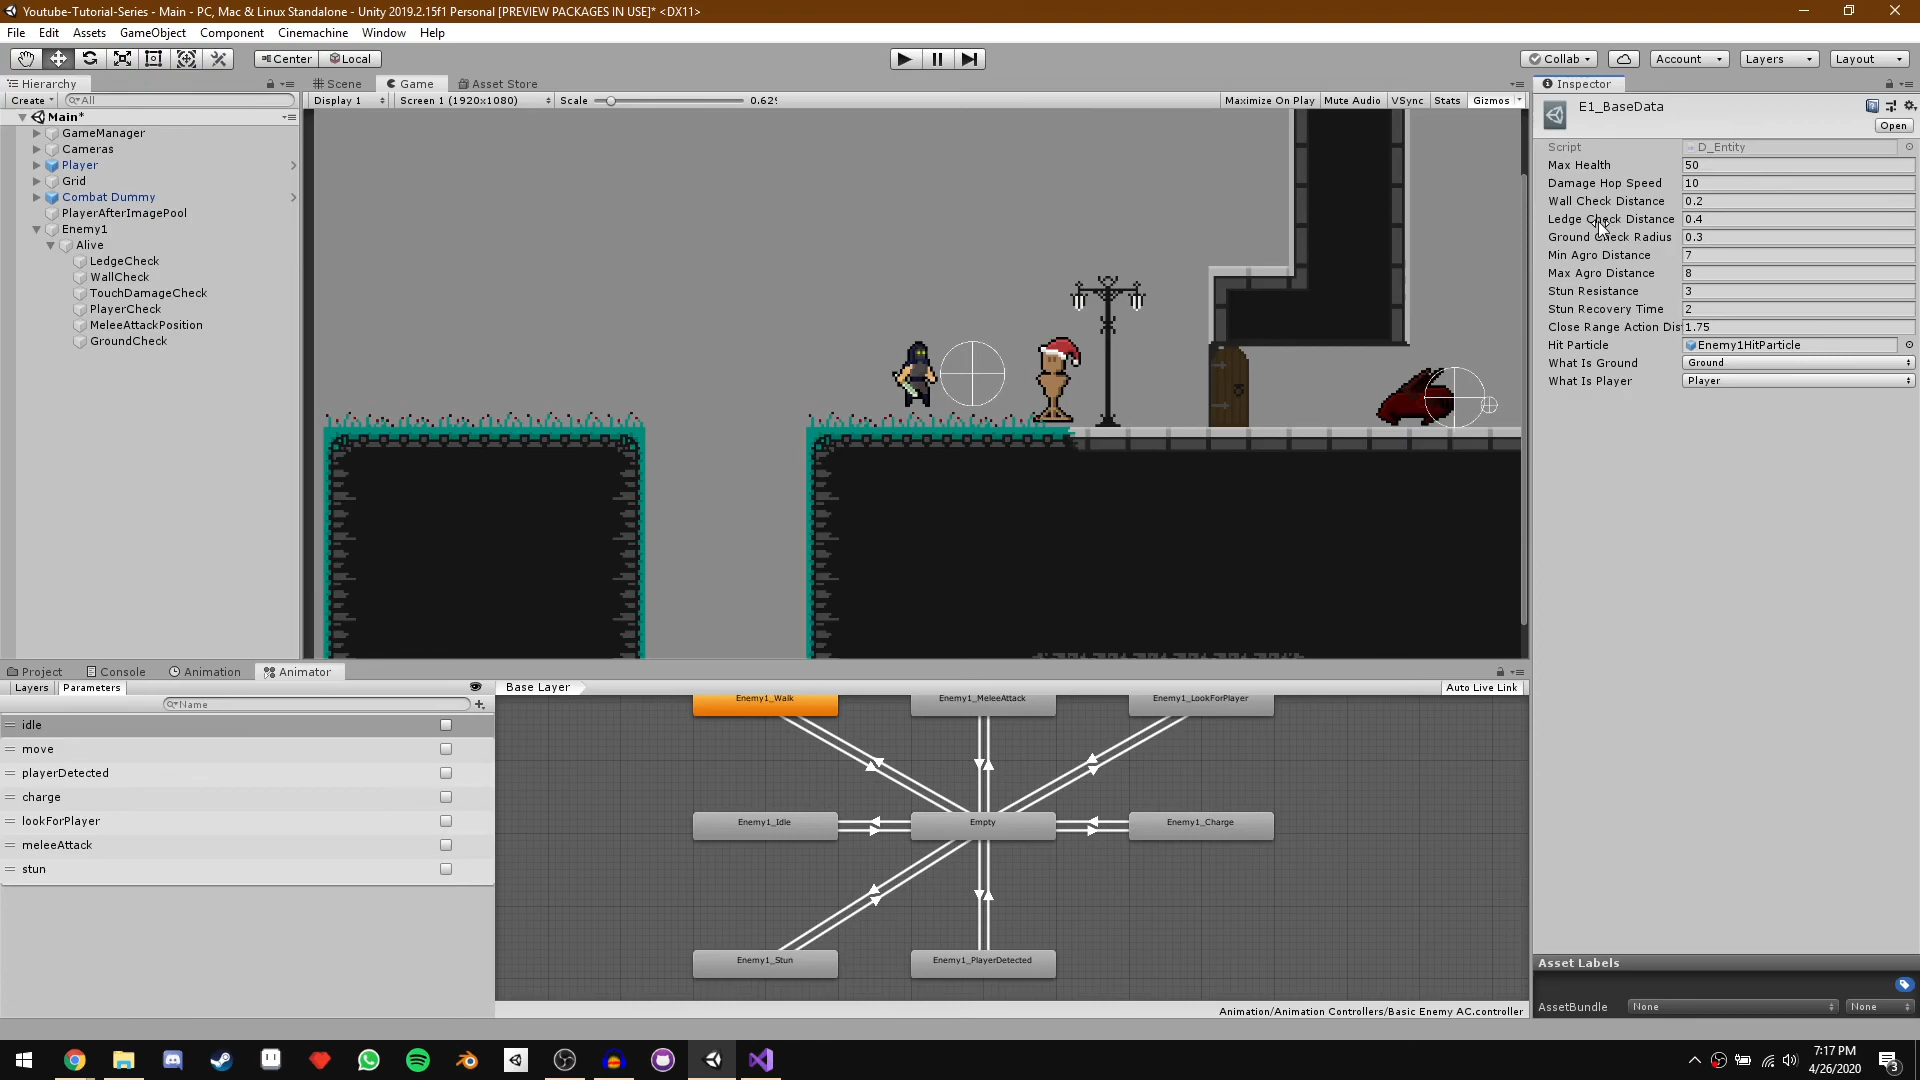 Youtube-Tutorial-Series - Main - PC, Mac & Linux Standalone - Unity 2019.2.15f1 Personal [PREVIEW PACKAGES IN USE]* <DX11>
File Edit Assets GameObject Component Cinemachine Window Help
Center Local Collab Account Layers Layout
Hierarchy Scene Game Asset Store Inspector
Create All Display 1 Screen 1 (1920x1080) Scale 0.62 Maximize On Play Mute Audio VSync Stats Gizmos
Main*
GameManager
Cameras
Player
Grid
Combat Dummy
PlayerAfterImagePool
Enemy1
Alive
LedgeCheck
WallCheck
TouchDamageCheck
PlayerCheck
MeleeAttackPosition
GroundCheck
E1_BaseData
Open
Script D_Entity
Max Health 50
Damage Hop Speed 10
Wall Check Distance 0.2
Ledge Check Distance 0.4
Ground Check Radius 0.3
Min Agro Distance 7
Max Agro Distance 8
Stun Resistance 3
Stun Recovery Time 2
Close Range Action Dis 1.75
Hit Particle Enemy1HitParticle
What Is Ground Ground
What Is Player Player
Project Console Animation Animator
Layers Parameters Base Layer Auto Live Link
Name
idle
move
playerDetected
charge
lookForPlayer
meleeAttack
stun
Enemy1_Walk Enemy1_MeleeAttack Enemy1_LookForPlayer
Enemy1_Idle Empty Enemy1_Charge
Enemy1_Stun Enemy1_PlayerDetected
Animation/Animation Controllers/Basic Enemy AC.controller
Asset Labels
AssetBundle None None
7:17 PM
4/26/2020
3